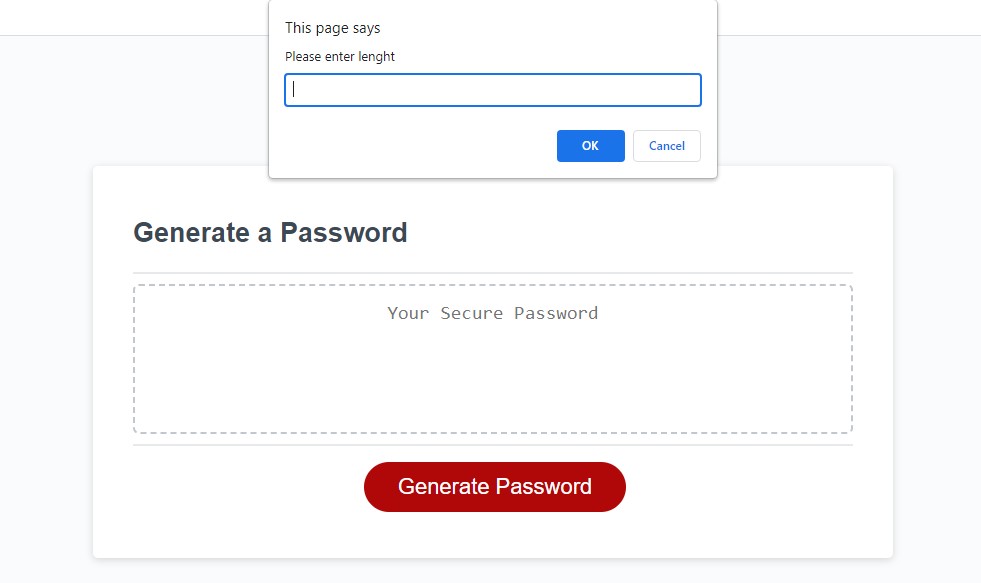 This page says
Please enter lenght
OK
Cancel
Generate a Password
Your Secure Password
Generate Password